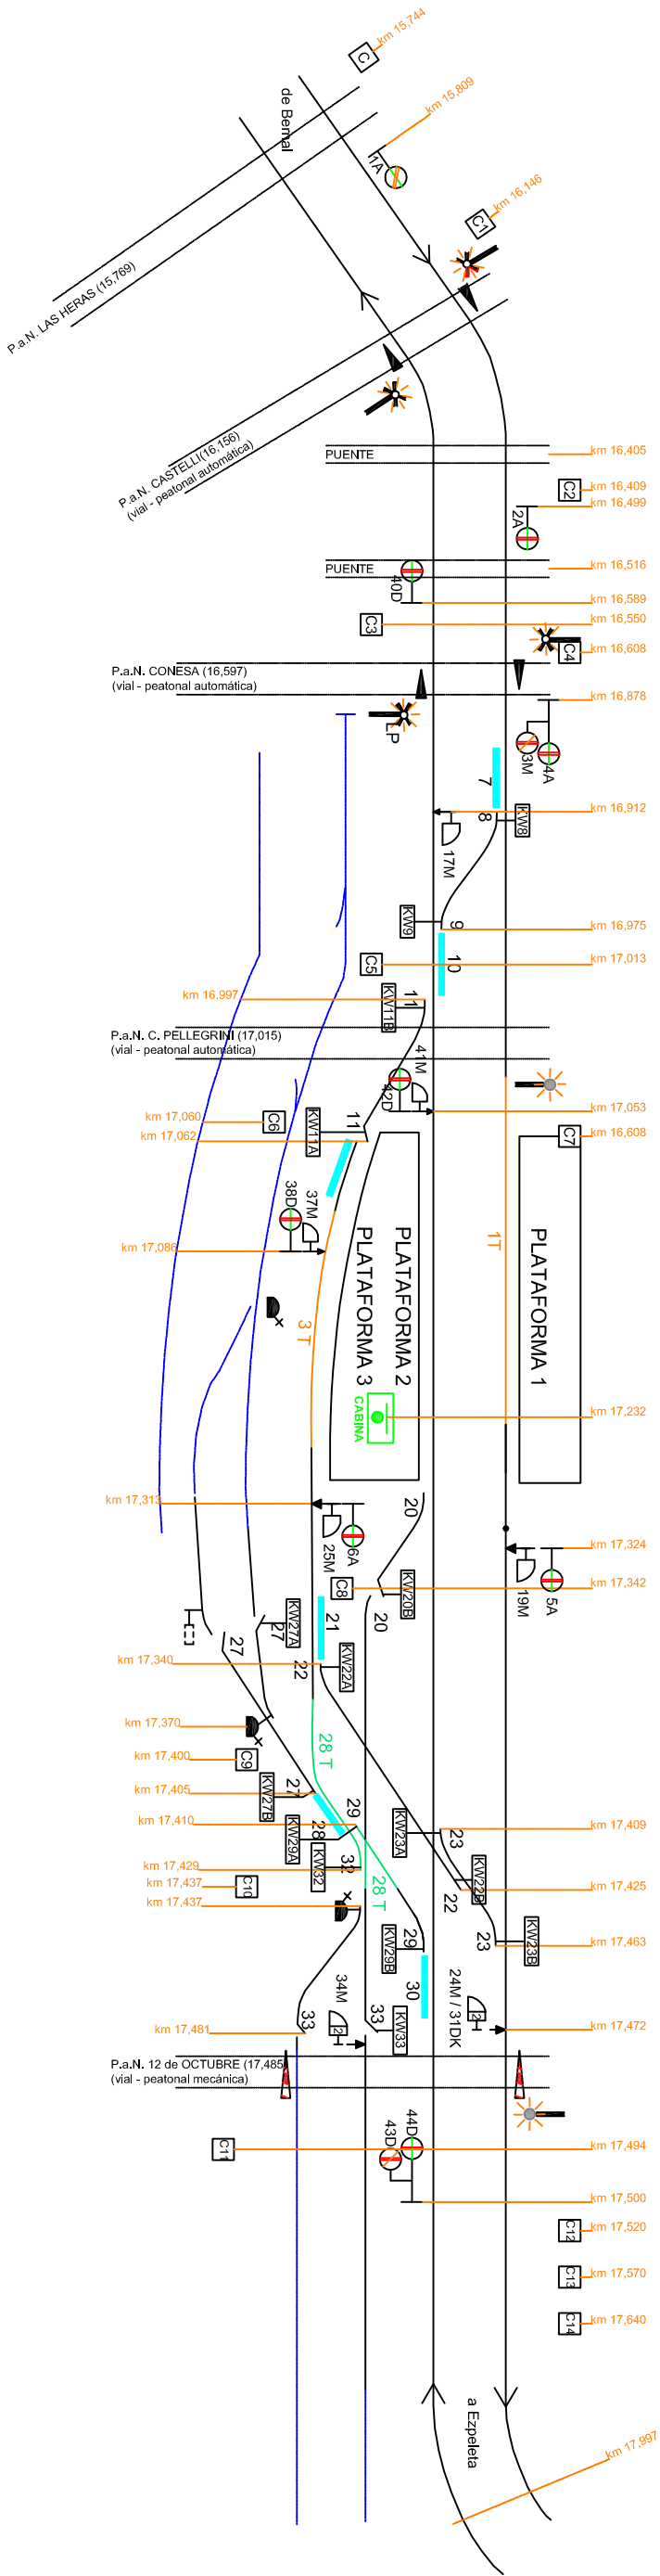 km 15,744
C
km 15,809
de Bernal
1A
km 16,146
C1
P.a.N. LAS HERAS (15,769)
P.a.N. CASTELLI(16,156)
(vial - peatonal automática)
PUENTE
km 16,405
C2
km 16,409
km 16,499
2A
PUENTE
km 16,516
40D
km 16,589
C3
km 16,550
C4
km 16,608
P.a.N. CONESA (16,597)
(vial - peatonal automática)
km 16,878
LP
3M
4A
7
km 16,912
8
KW8
17M
KW9
9
km 16,975
10
C5
km 17,013
km 16,997
11
KW11B
P.a.N. C. PELLEGRINI (17,015)
(vial - peatonal automática)
41M
42D
km 17,053
km 17,060
C6
KW11A
11
C7
km 16,608
km 17,062
37M
38D
1T
km 17,086
PLATAFORMA 1
PLATAFORMA 2
PLATAFORMA 3
3 T
CABINA
km 17,232
20
km 17,313
6A
25M
km 17,324
5A
19M
C8
km 17,342
KW20B
20
21
27
KW27A
27
22
KW22A
km 17,340
km 17,370
28 T
C9
km 17,400
27
KW27B
km 17,405
km 17,410
29
28
KW29A
KW23A
23
km 17,409
32
KW32
km 17,429
km 17,437
C10
km 17,437
28 T
KW22B
22
km 17,425
29
KW29B
23
KW23B
km 17,463
30
34M
2
24M / 31DK
2
km 17,472
33
33
KW33
km 17,481
P.a.N. 12 de OCTUBRE (17,485
(vial - peatonal mecánica)
44D
43D
C11
km 17,494
km 17,500
C12
km 17,520
C13
km 17,570
C14
km 17,640
a Ezpeleta
km 17,997